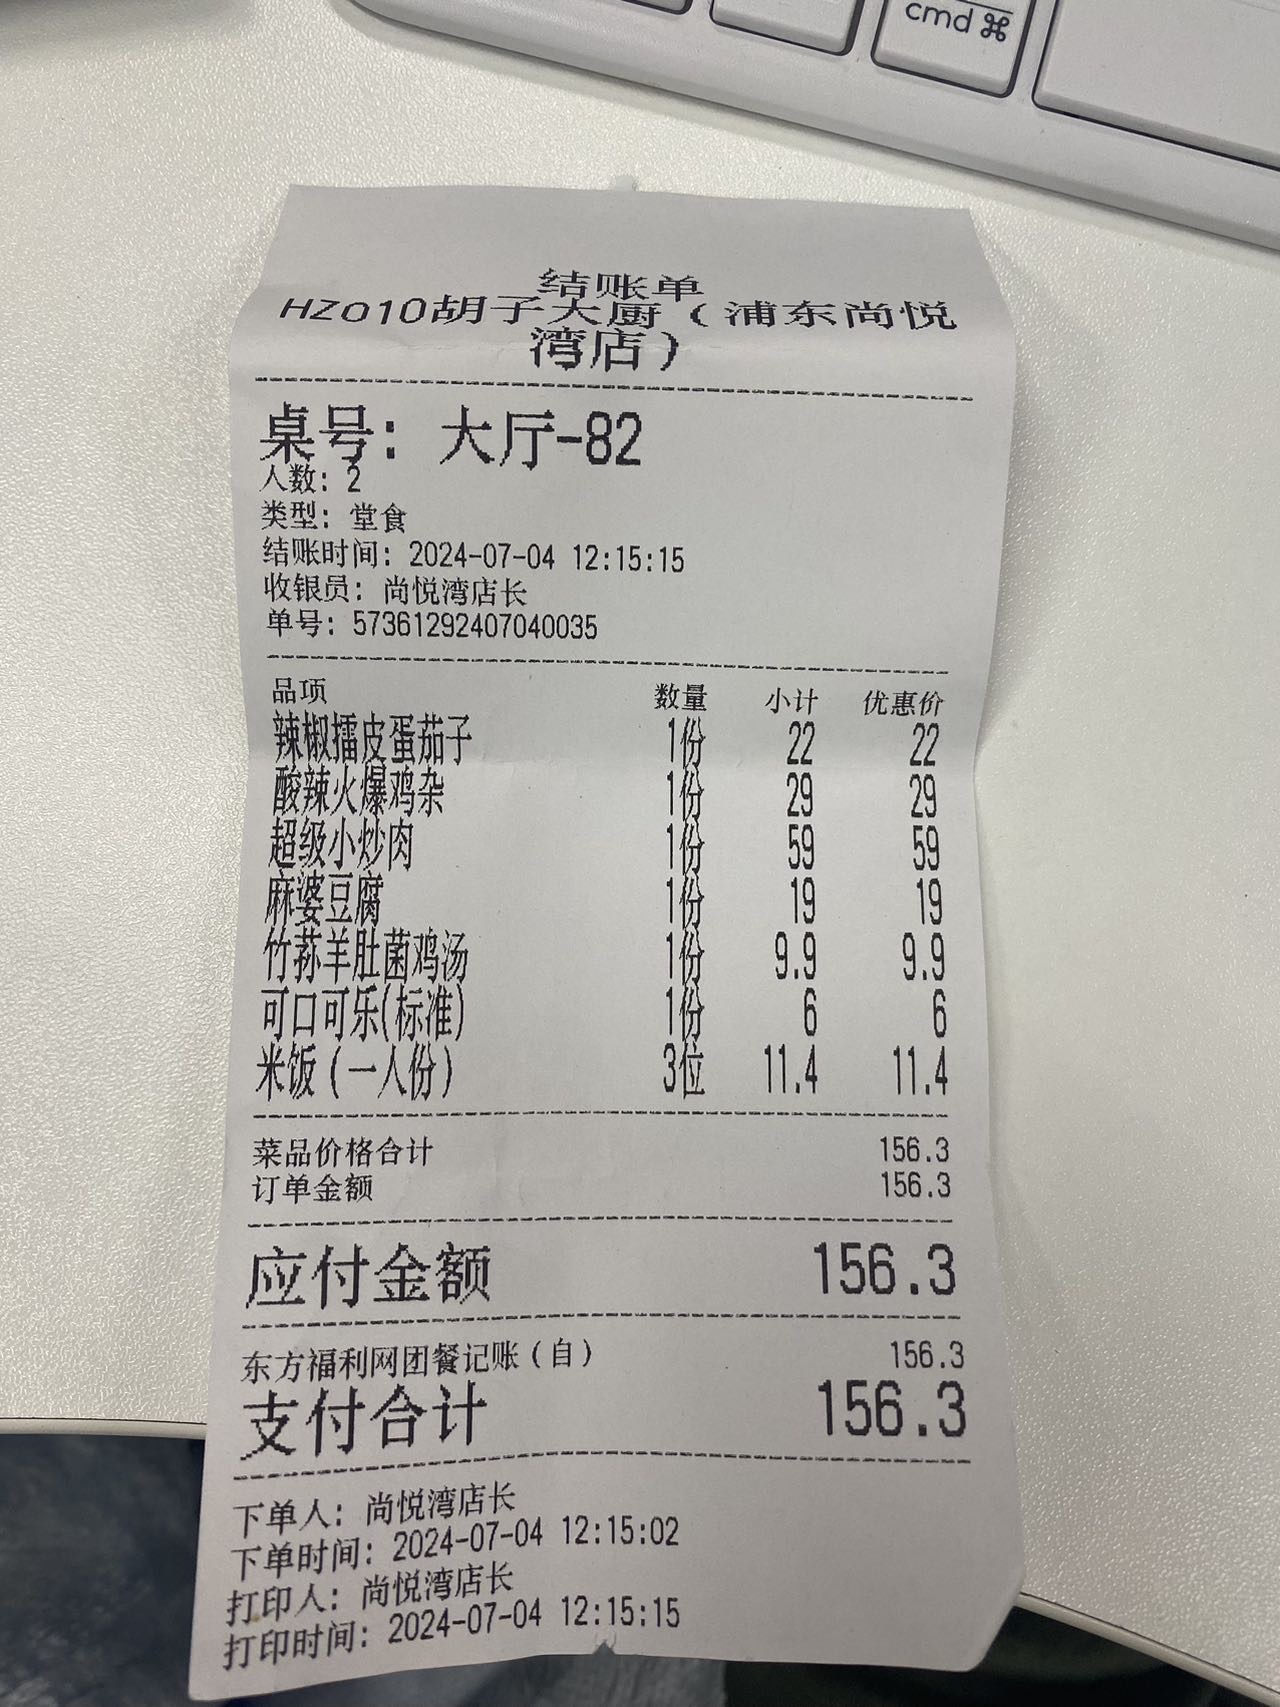 cmd ⌘
结账单
HZ010胡子大厨（浦东尚悦
湾店）
桌号：大厅-82
人数：2
类型：堂食
结账时间：2024-07-04 12:15:15
收银员：尚悦湾店长
单号：57361292407040035
品项 数量 小计 优惠价
辣椒擂皮蛋茄子 1份 22 22
酸辣火爆鸡杂 1份 29 29
超级小炒肉 1份 59 59
麻婆豆腐 1份 19 19
竹荪羊肚菌鸡汤 1份 9.9 9.9
可口可乐(标准) 1份 6 6
米饭（一人份） 3位 11.4 11.4
菜品价格合计 156.3
订单金额 156.3
应付金额 156.3
东方福利网团餐记账（自） 156.3
支付合计 156.3
下单人：尚悦湾店长
下单时间：2024-07-04 12:15:02
打印人：尚悦湾店长
打印时间：2024-07-04 12:15:15